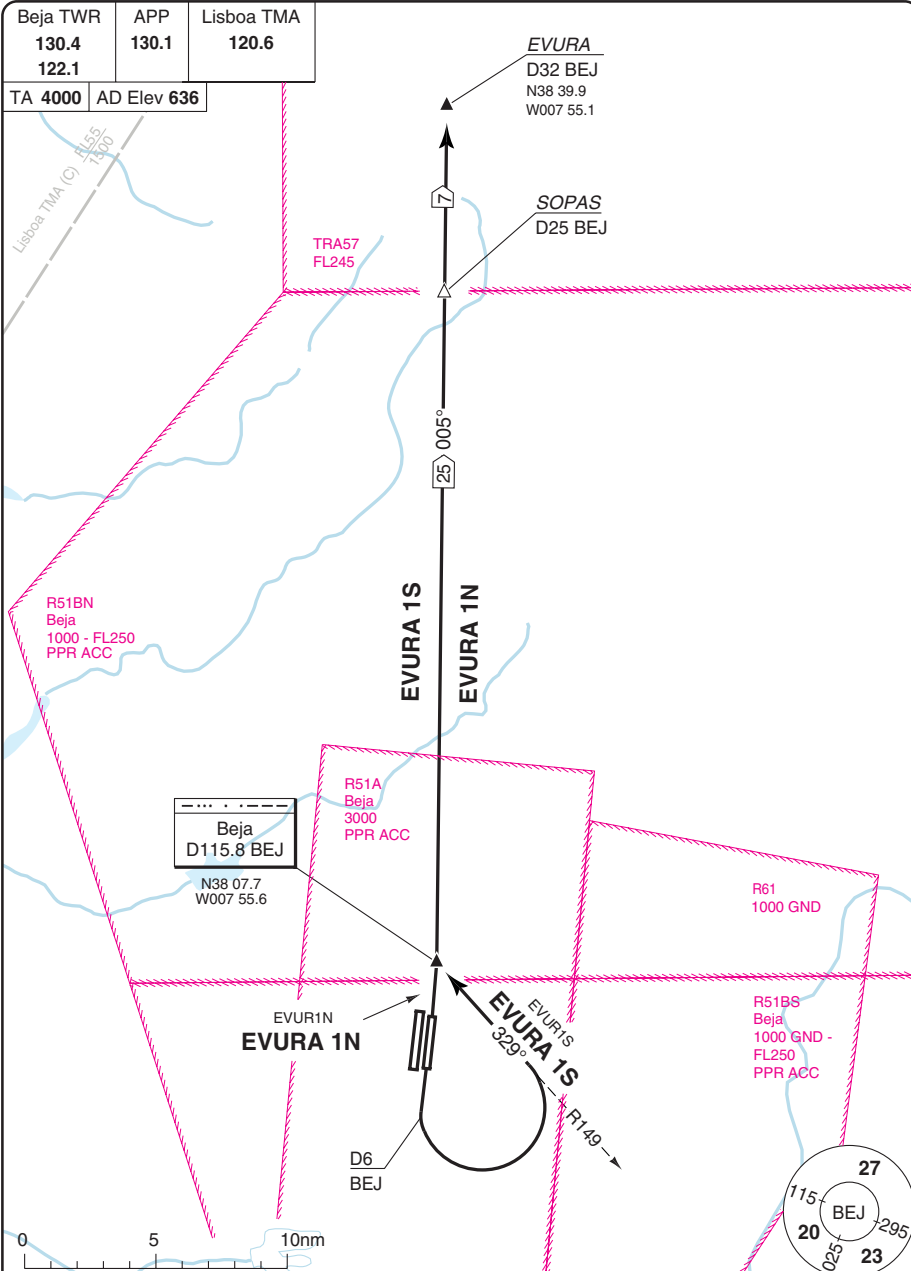 Beja TWR
130.4
122.1
APP
130.1
Lisboa TMA
120.6
TA 4000
AD Elev 636
Lisboa TMA (C) FL55
1500
EVURA
D32 BEJ
N38 39.9
W007 55.1
7
SOPAS
D25 BEJ
TRA57
FL245
25 005°
R51BN
Beja
1000 - FL250
PPR ACC
EVURA 1S
EVURA 1N
R51A
Beja
3000
PPR ACC
Beja
D115.8 BEJ
N38 07.7
W007 55.6
R61
1000 GND
R51BS
Beja
1000 GND -
FL250
PPR ACC
EVUR1N
EVURA 1N
EVUR1S
EVURA 1S
329°
R149
D6
BEJ
27
115
BEJ
295
20
025
23
0 5 10nm